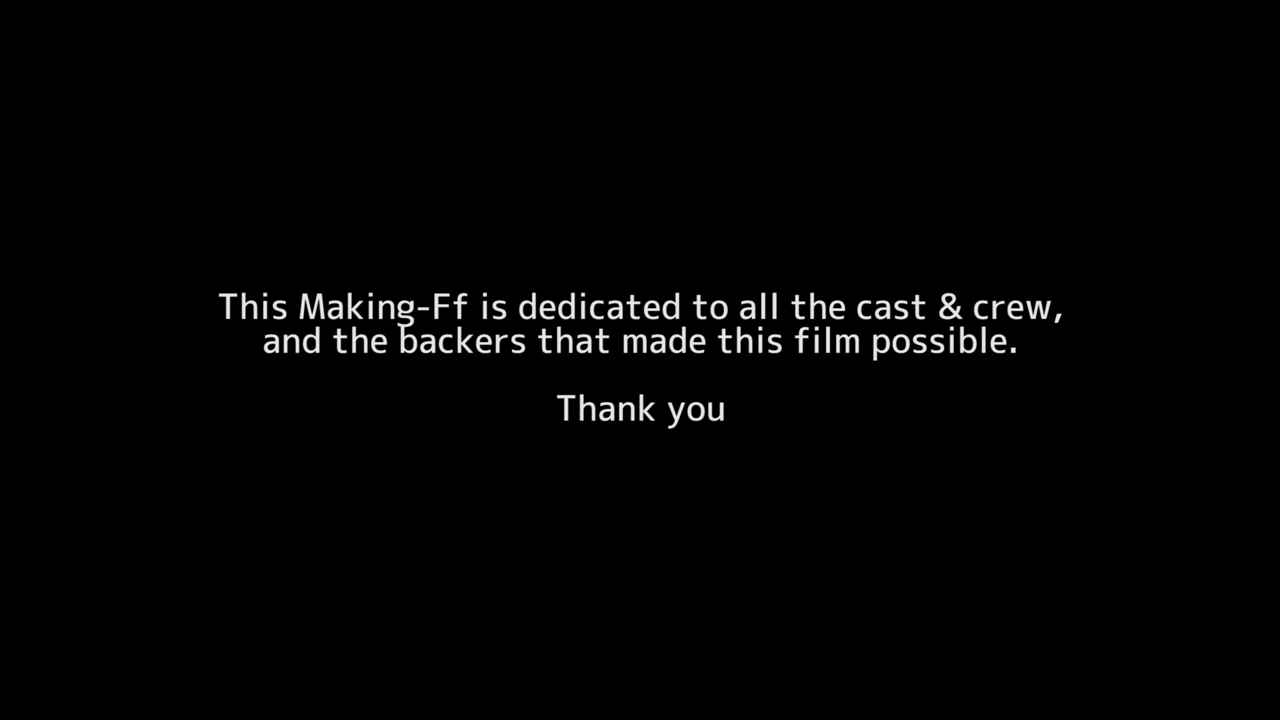 This Making-Ff is dedicated to all the cast & crew,
and the backers that made this film possible.
Thank you